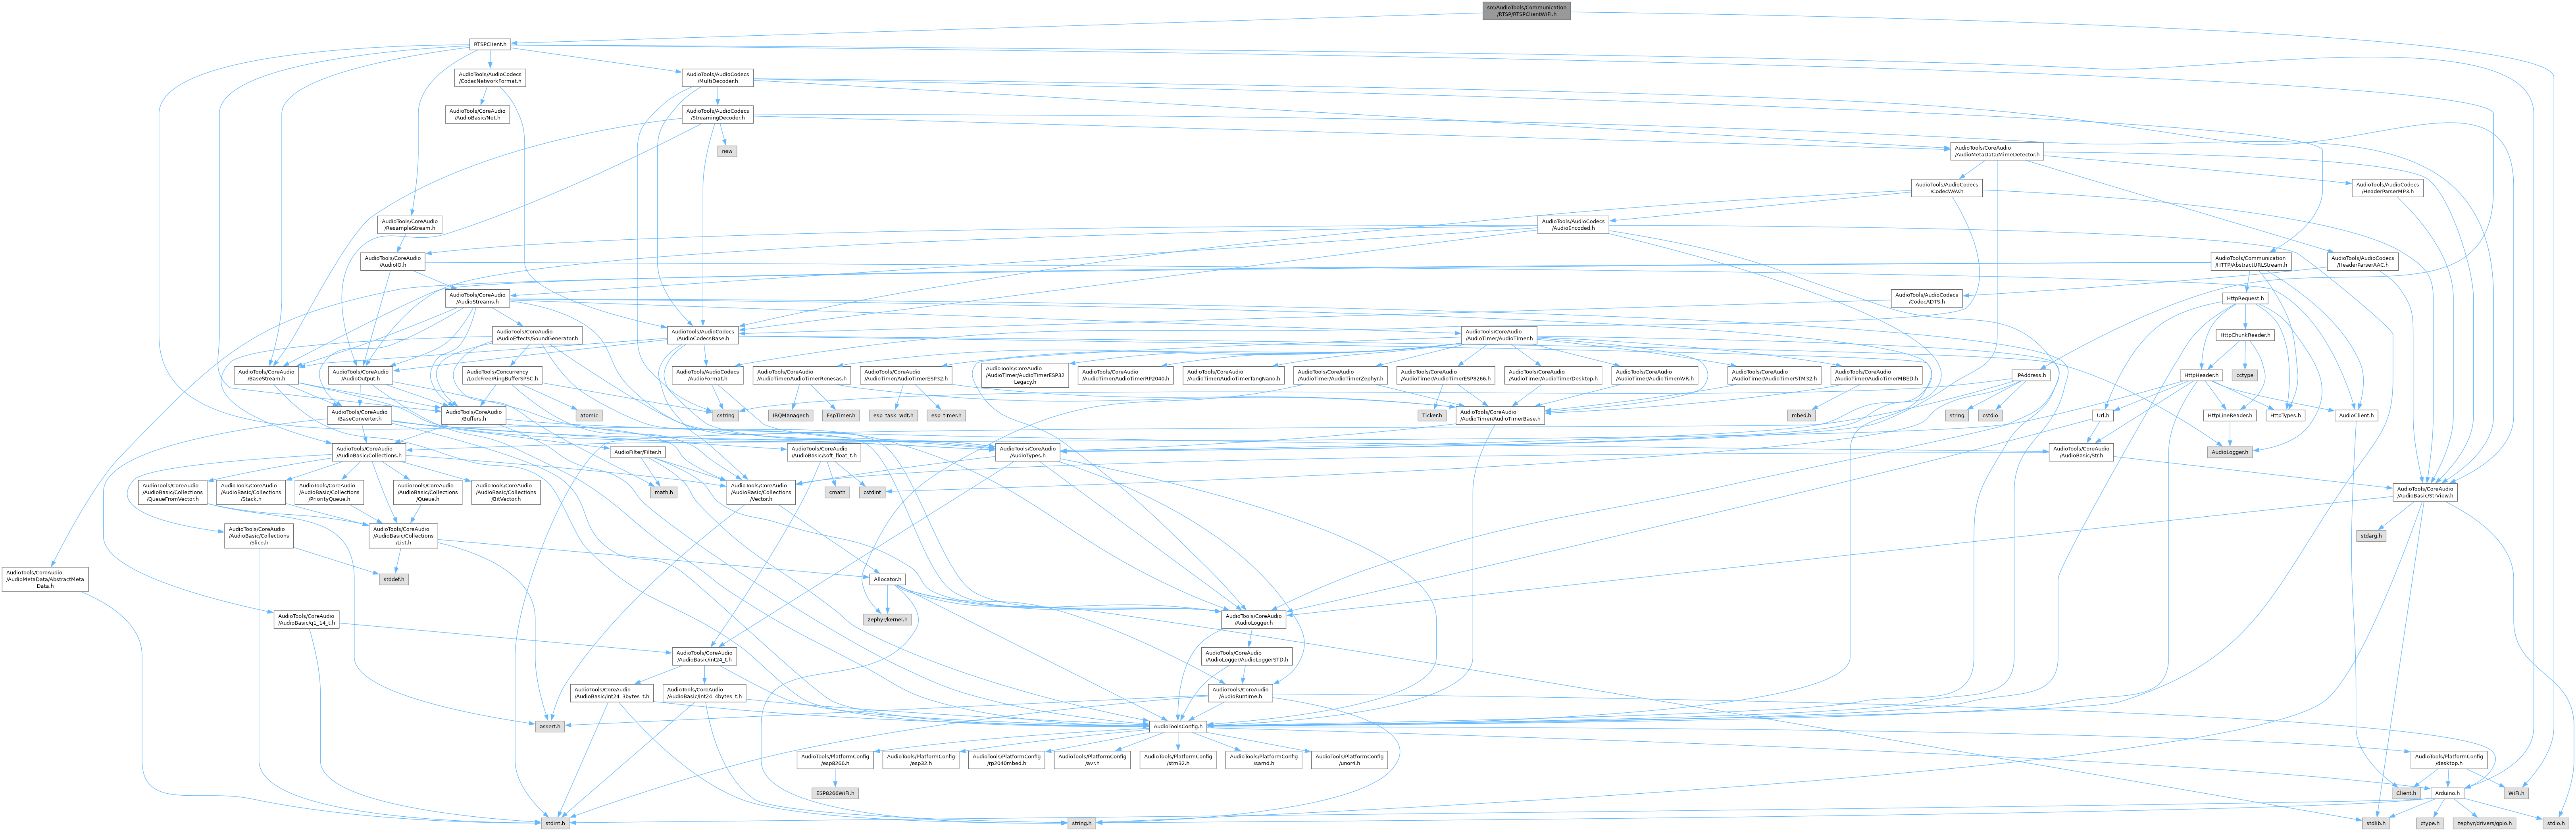 src/AudioTools/Communication
/RTSP/RTSPClientWiFi.h
RTSPClient.h
AudioTools/AudioCodecs
/CodecNetworkFormat.h
AudioTools/AudioCodecs
/MultiDecoder.h
AudioTools/CoreAudio
/AudioBasic/Net.h
AudioTools/AudioCodecs
/StreamingDecoder.h
new
AudioTools/CoreAudio
/AudioMetaData/MimeDetector.h
AudioTools/AudioCodecs
/CodecWAV.h
AudioTools/AudioCodecs
/HeaderParserMP3.h
AudioTools/CoreAudio
/ResampleStream.h
AudioTools/AudioCodecs
/AudioEncoded.h
AudioTools/CoreAudio
/AudioIO.h
AudioTools/Communication
/HTTP/AbstractURLStream.h
AudioTools/AudioCodecs
/HeaderParserAAC.h
AudioTools/CoreAudio
/AudioStreams.h
AudioTools/AudioCodecs
/CodecADTS.h
HttpRequest.h
AudioTools/CoreAudio
/AudioEffects/SoundGenerator.h
AudioTools/AudioCodecs
/AudioCodecsBase.h
AudioTools/CoreAudio
/AudioTimer/AudioTimer.h
HttpChunkReader.h
AudioTools/CoreAudio
/BaseStream.h
AudioTools/CoreAudio
/AudioOutput.h
AudioTools/Concurrency
/LockFree/RingBufferSPSC.h
AudioTools/AudioCodecs
/AudioFormat.h
AudioTools/CoreAudio
/AudioTimer/AudioTimerRenesas.h
AudioTools/CoreAudio
/AudioTimer/AudioTimerESP32.h
AudioTools/CoreAudio
/AudioTimer/AudioTimerESP32
Legacy.h
AudioTools/CoreAudio
/AudioTimer/AudioTimerRP2040.h
AudioTools/CoreAudio
/AudioTimer/AudioTimerTangNano.h
AudioTools/CoreAudio
/AudioTimer/AudioTimerZephyr.h
AudioTools/CoreAudio
/AudioTimer/AudioTimerESP8266.h
AudioTools/CoreAudio
/AudioTimer/AudioTimerDesktop.h
AudioTools/CoreAudio
/AudioTimer/AudioTimerAVR.h
AudioTools/CoreAudio
/AudioTimer/AudioTimerSTM32.h
AudioTools/CoreAudio
/AudioTimer/AudioTimerMBED.h
IPAddress.h
HttpHeader.h
cctype
AudioTools/CoreAudio
/BaseConverter.h
AudioTools/CoreAudio
/Buffers.h
atomic
cstring
IRQManager.h
FspTimer.h
esp_task_wdt.h
esp_timer.h
Ticker.h
AudioTools/CoreAudio
/AudioTimer/AudioTimerBase.h
mbed.h
string
cstdio
Url.h
HttpLineReader.h
HttpTypes.h
AudioClient.h
AudioTools/CoreAudio
/AudioBasic/Collections.h
AudioFilter/Filter.h
AudioTools/CoreAudio
/AudioBasic/soft_float_t.h
AudioTools/CoreAudio
/AudioTypes.h
AudioTools/CoreAudio
/AudioBasic/Str.h
AudioLogger.h
AudioTools/CoreAudio
/AudioBasic/Collections
/QueueFromVector.h
AudioTools/CoreAudio
/AudioBasic/Collections
/Stack.h
AudioTools/CoreAudio
/AudioBasic/Collections
/PriorityQueue.h
AudioTools/CoreAudio
/AudioBasic/Collections
/Queue.h
AudioTools/CoreAudio
/AudioBasic/Collections
/BitVector.h
math.h
AudioTools/CoreAudio
/AudioBasic/Collections
/Vector.h
cmath
cstdint
AudioTools/CoreAudio
/AudioBasic/StrView.h
AudioTools/CoreAudio
/AudioBasic/Collections
/Slice.h
AudioTools/CoreAudio
/AudioBasic/Collections
/List.h
stdarg.h
AudioTools/CoreAudio
/AudioMetaData/AbstractMeta
Data.h
stddef.h
Allocator.h
AudioTools/CoreAudio
/AudioBasic/q1_14_t.h
zephyr/kernel.h
AudioTools/CoreAudio
/AudioLogger.h
AudioTools/CoreAudio
/AudioBasic/int24_t.h
AudioTools/CoreAudio
/AudioLogger/AudioLoggerSTD.h
AudioTools/CoreAudio
/AudioBasic/int24_3bytes_t.h
AudioTools/CoreAudio
/AudioBasic/int24_4bytes_t.h
AudioTools/CoreAudio
/AudioRuntime.h
assert.h
AudioToolsConfig.h
AudioTools/PlatformConfig
/esp8266.h
AudioTools/PlatformConfig
/esp32.h
AudioTools/PlatformConfig
/rp2040mbed.h
AudioTools/PlatformConfig
/avr.h
AudioTools/PlatformConfig
/stm32.h
AudioTools/PlatformConfig
/samd.h
AudioTools/PlatformConfig
/unor4.h
AudioTools/PlatformConfig
/desktop.h
ESP8266WiFi.h
Client.h
Arduino.h
WiFi.h
stdint.h
string.h
stdlib.h
ctype.h
zephyr/drivers/gpio.h
stdio.h